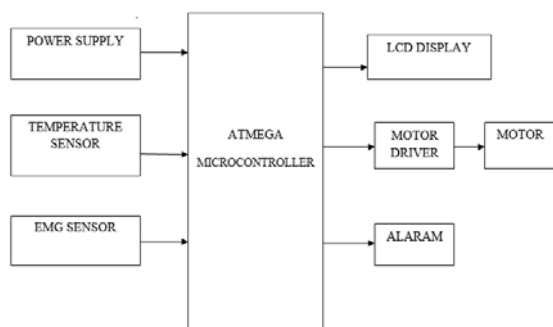 POWER SUPPLY
LCD DISPLAY
TEMPERATURE
SENSOR
ATMEGA
MICROCONTROLLER
MOTOR
DRIVER
MOTOR
EMG SENSOR
ALARAM